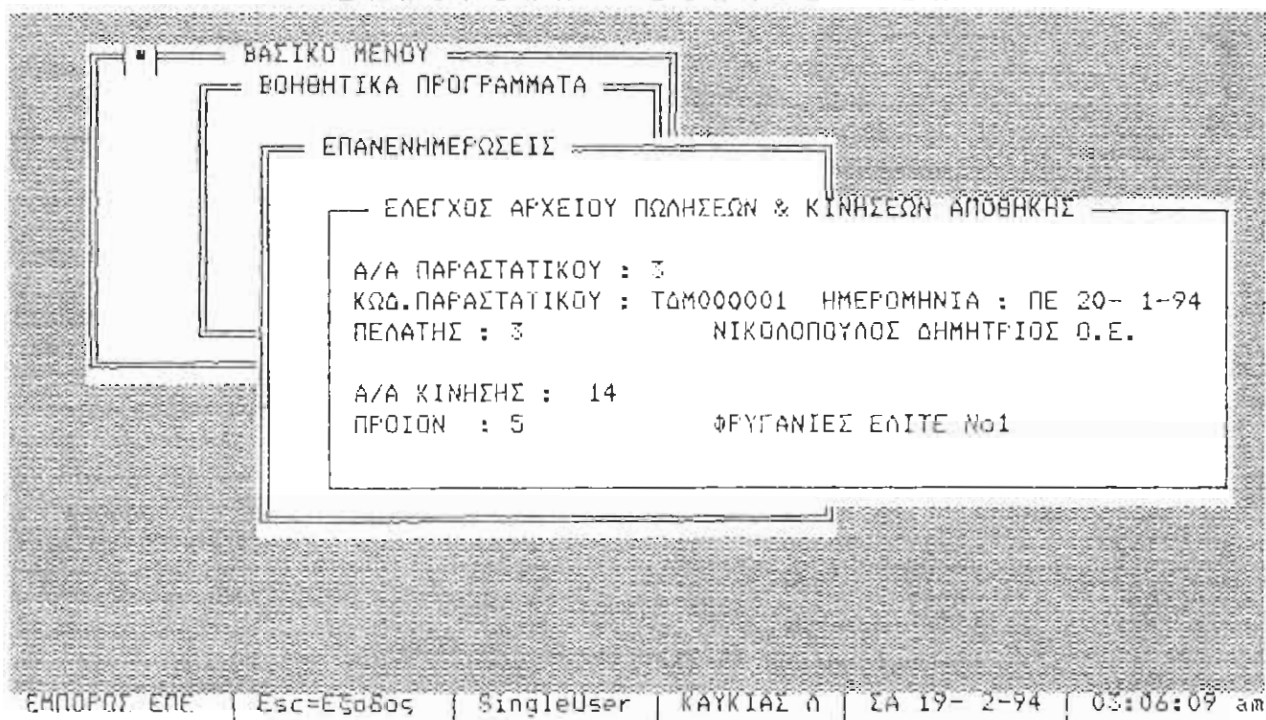 ΒΑΣΙΚΟ ΜΕΝΟΥ
ΒΟΗΘΗΤΙΚΑ ΠΡΟΓΡΑΜΜΑΤΑ
ΕΠΑΝΕΝΗΜΕΡΩΣΕΙΣ
ΕΛΕΓΧΟΣ ΑΡΧΕΙΟΥ ΠΩΛΗΣΕΩΝ & ΚΙΝΗΣΕΩΝ ΑΠΟΘΗΚΗΣ
Α/Α ΠΑΡΑΣΤΑΤΙΚΟΥ : 3
ΚΩΔ.ΠΑΡΑΣΤΑΤΙΚΟΥ : ΤΔΜ000001 ΗΜΕΡΟΜΗΝΙΑ : ΠΕ 20- 1-94
ΠΕΛΑΤΗΣ : 3 ΝΙΚΟΛΟΠΟΥΛΟΣ ΔΗΜΗΤΡΙΟΣ Ο.Ε.
Α/Α ΚΙΝΗΣΗΣ : 14
ΠΡΟΙΟΝ : 5 ΦΡΥΓΑΝΙΕΣ ΕΛΙΤΕ Νο1
ΕΜΠΟΡΟΣ ΕΠΕ | Esc=Εξοδος | SingleUser | ΚΑΥΚΙΑΣ Λ | ΣΑ 19- 2-94 | 03:06:09 am